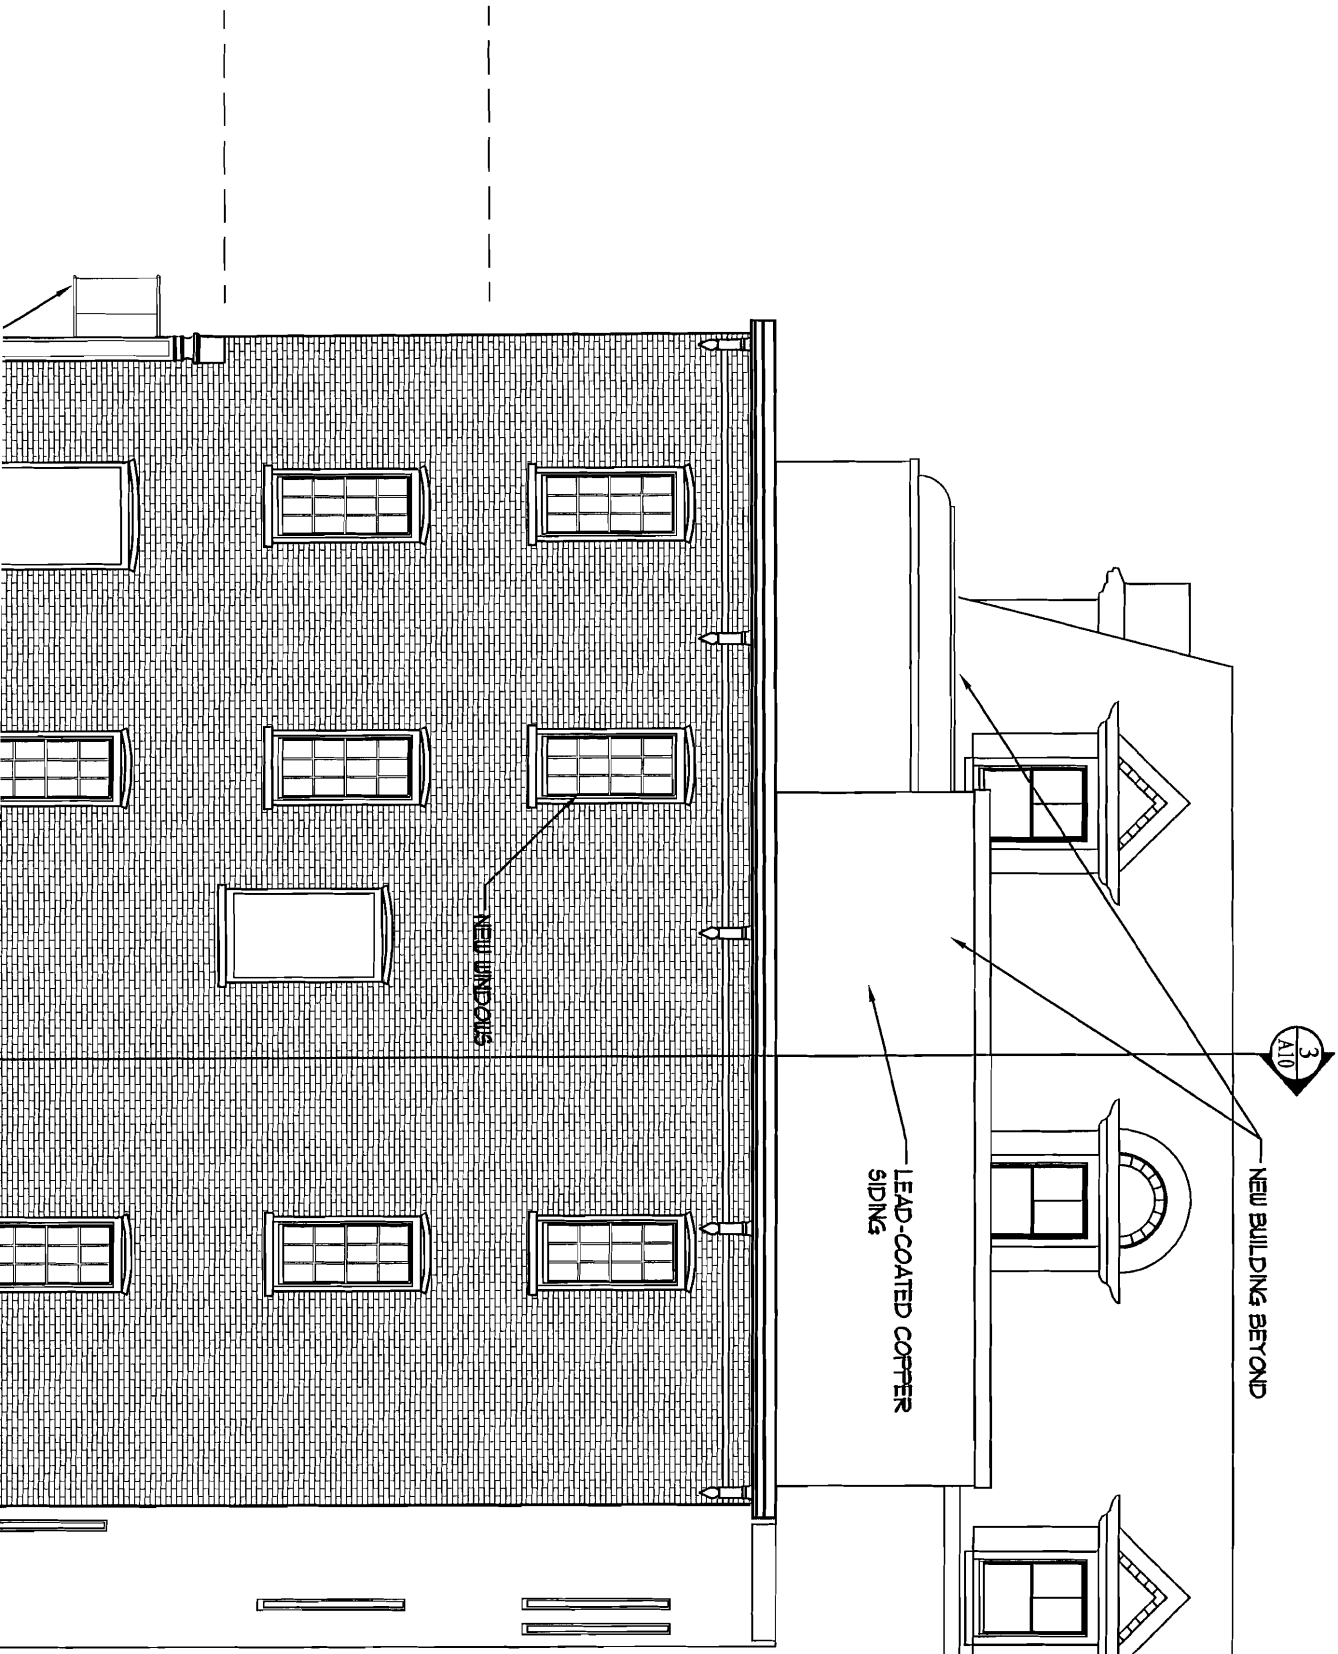 3
A10
NEW BUILDING BEYOND
LEAD-COATED COPPER
SIDING
NEW WINDOWS